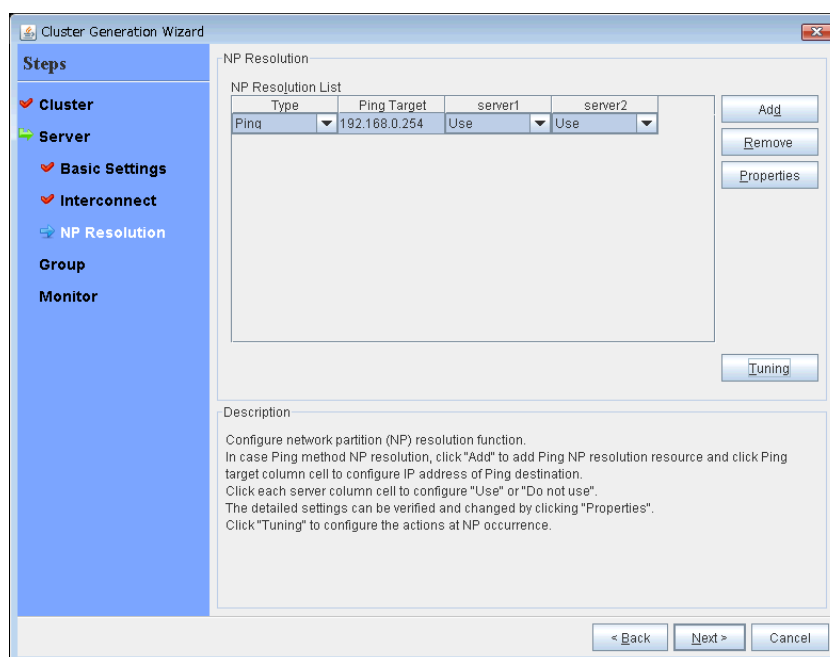 Cluster Generation Wizard
Steps
Cluster
Server
Basic Settings
Interconnect
NP Resolution
Group
Monitor
NP Resolution
NP Resolution List
Type Ping Target server1 server2
Ping 192.168.0.254 Use Use
Add
Remove
Properties
Tuning
Description
Configure network partition (NP) resolution function.
In case Ping method NP resolution, click "Add" to add Ping NP resolution resource and click Ping
target column cell to configure IP address of Ping destination.
Click each server column cell to configure "Use" or "Do not use".
The detailed settings can be verified and changed by clicking "Properties".
Click "Tuning" to configure the actions at NP occurrence.
< Back Next > Cancel